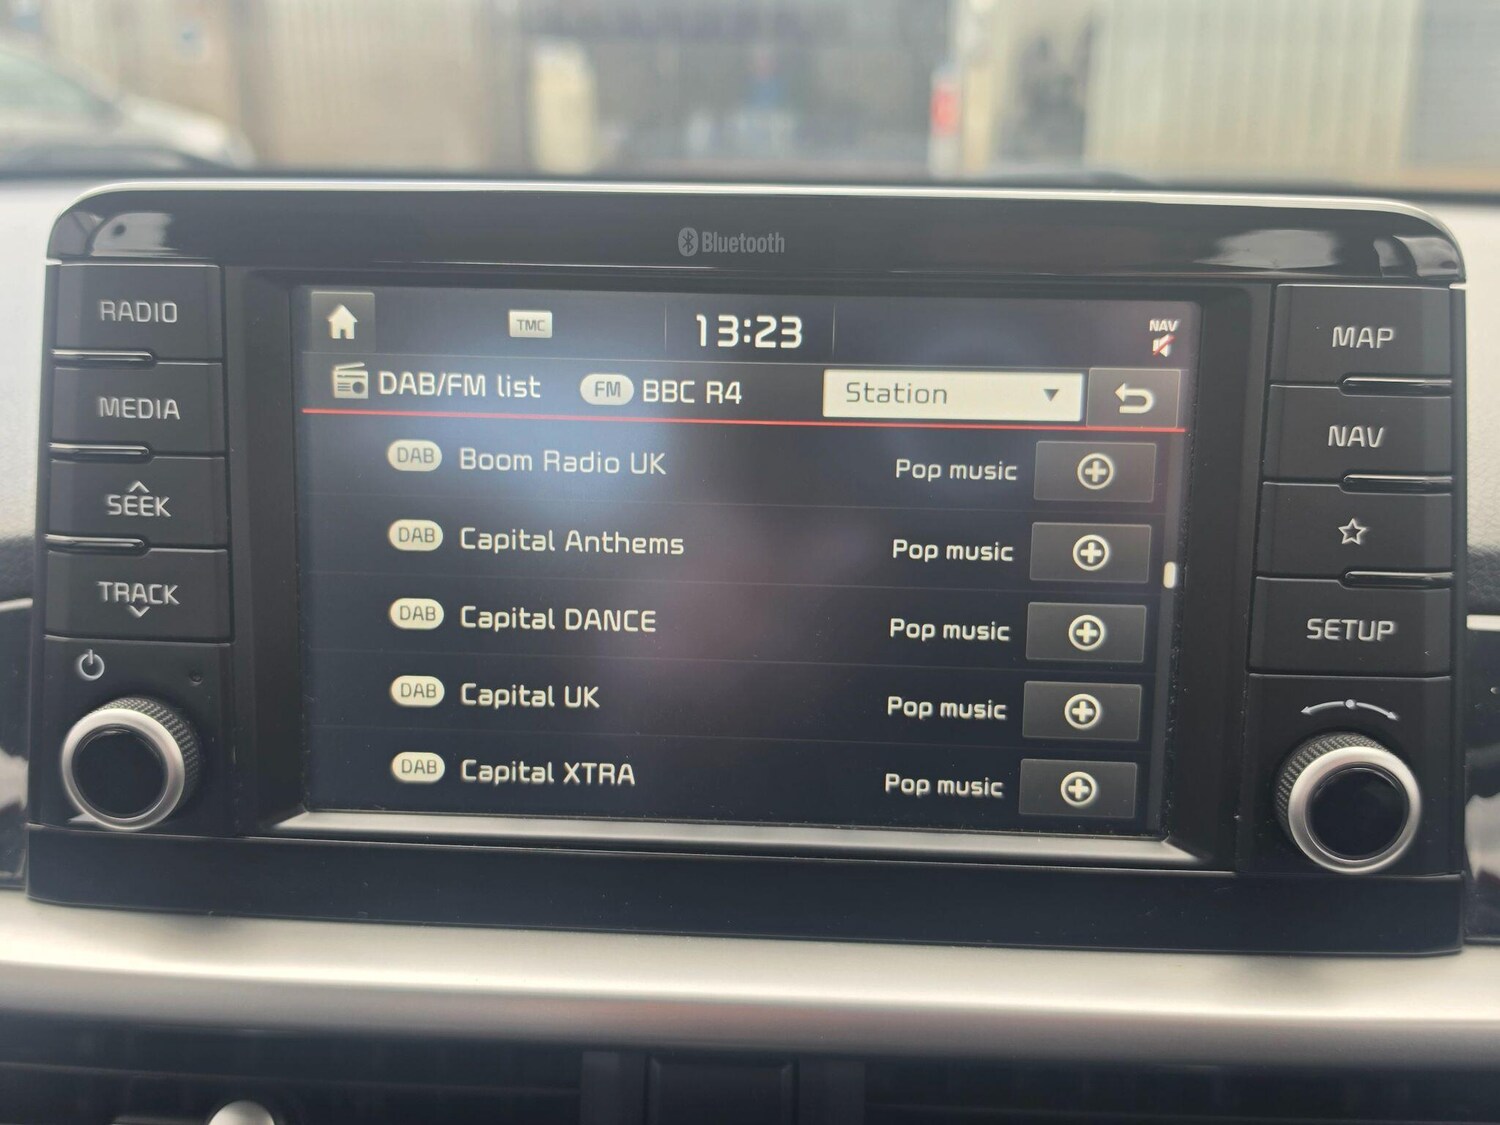 Bluetooth
RADIO
MEDIA
SEEK
TRACK
TMC
13:23
NAV
DAB/FM list
FM BBC R4
Station
DAB Boom Radio UK Pop music
DAB Capital Anthems Pop music
DAB Capital DANCE Pop music
DAB Capital UK Pop music
DAB Capital XTRA Pop music
MAP
NAV
SETUP